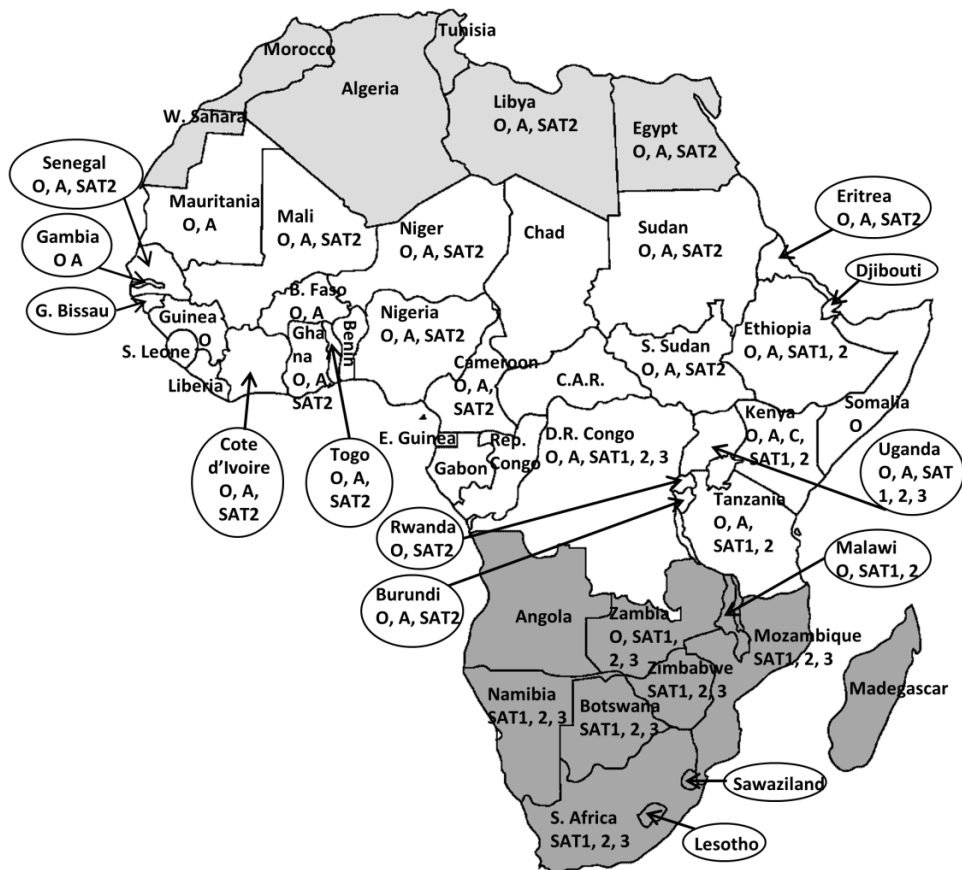 Tunisia
Morocco
Algeria
Libya
O, A, SAT2
W. Sahara
Egypt
O, A, SAT2
Senegal
O, A, SAT2
Mauritania
O, A
Mali
O, A, SAT2
Niger
O, A, SAT2
Chad
Sudan
O, A, SAT2
Eritrea
O, A, SAT2
Gambia
O A
Djibouti
G. Bissau
Guinea
O
B. Faso
O, A
Benin
Nigeria
O, A, SAT2
Ethiopia
O, A, SAT1, 2
S. Leone
Liberia
Gha
na
O, A,
SAT2
Cameroon
O, A,
SAT2
C.A.R.
S. Sudan
O, A, SAT2
Somalia
O
Cote
d'Ivoire
O, A,
SAT2
Togo
O, A,
SAT2
E. Guinea
Gabon
Rep.
Congo
D.R. Congo
O, A, SAT1, 2, 3
Kenya
O, A, C,
SAT1, 2
Uganda
O, A, SAT
1, 2, 3
Rwanda
O, SAT2
Tanzania
O, A,
SAT1, 2
Burundi
O, A, SAT2
Malawi
O, SAT1, 2
Angola
Zambia
O, SAT1,
2, 3
Mozambique
SAT1, 2, 3
Zimbabwe
SAT1, 2, 3
Madagascar
Namibia
SAT1, 2, 3
Botswana
SAT1, 2, 3
Sawaziland
S. Africa
SAT1, 2, 3
Lesotho